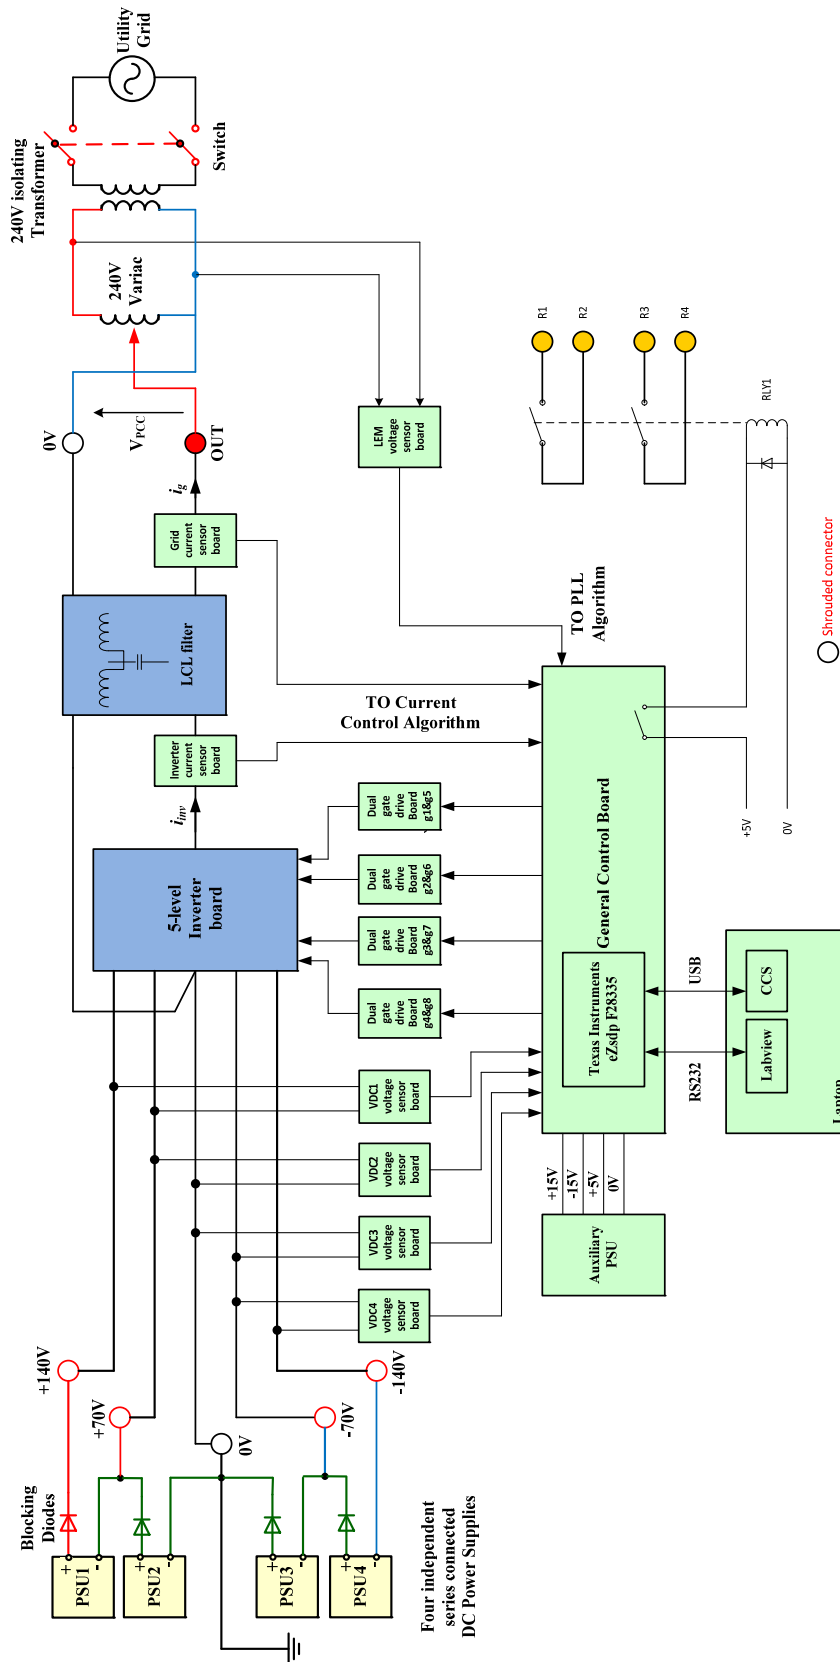 Utility
Grid
240V isolating
Transformer
Switch
240V
Variac
0V
V_PCC
OUT
i_g
LEM
voltage
sensor
board
Grid
current
sensor
board
LCL filter
Inverter
current
sensor
board
i_inv
5-level
Inverter
board
TO PLL
Algorithm
TO Current
Control Algorithm
R1
R2
R3
R4
RLY1
Shrouded connector
+5V
0V
Dual
gate
drive
Board
g1&g5
Dual
gate
drive
Board
g2&g6
Dual
gate
drive
Board
g3&g7
Dual
gate
drive
Board
g4&g8
General Control Board
Texas Instruments
eZsdp F28335
USB
RS232
CCS
Labview
Laptop
VDC1
voltage
sensor
board
VDC2
voltage
sensor
board
VDC3
voltage
sensor
board
VDC4
voltage
sensor
board
+15V
-15V
+5V
0V
Auxiliary
PSU
+140V
+70V
0V
-70V
-140V
Blocking
Diodes
+
-
PSU1
+
-
PSU2
+
-
PSU3
+
-
PSU4
Four independent
series connected
DC Power Supplies